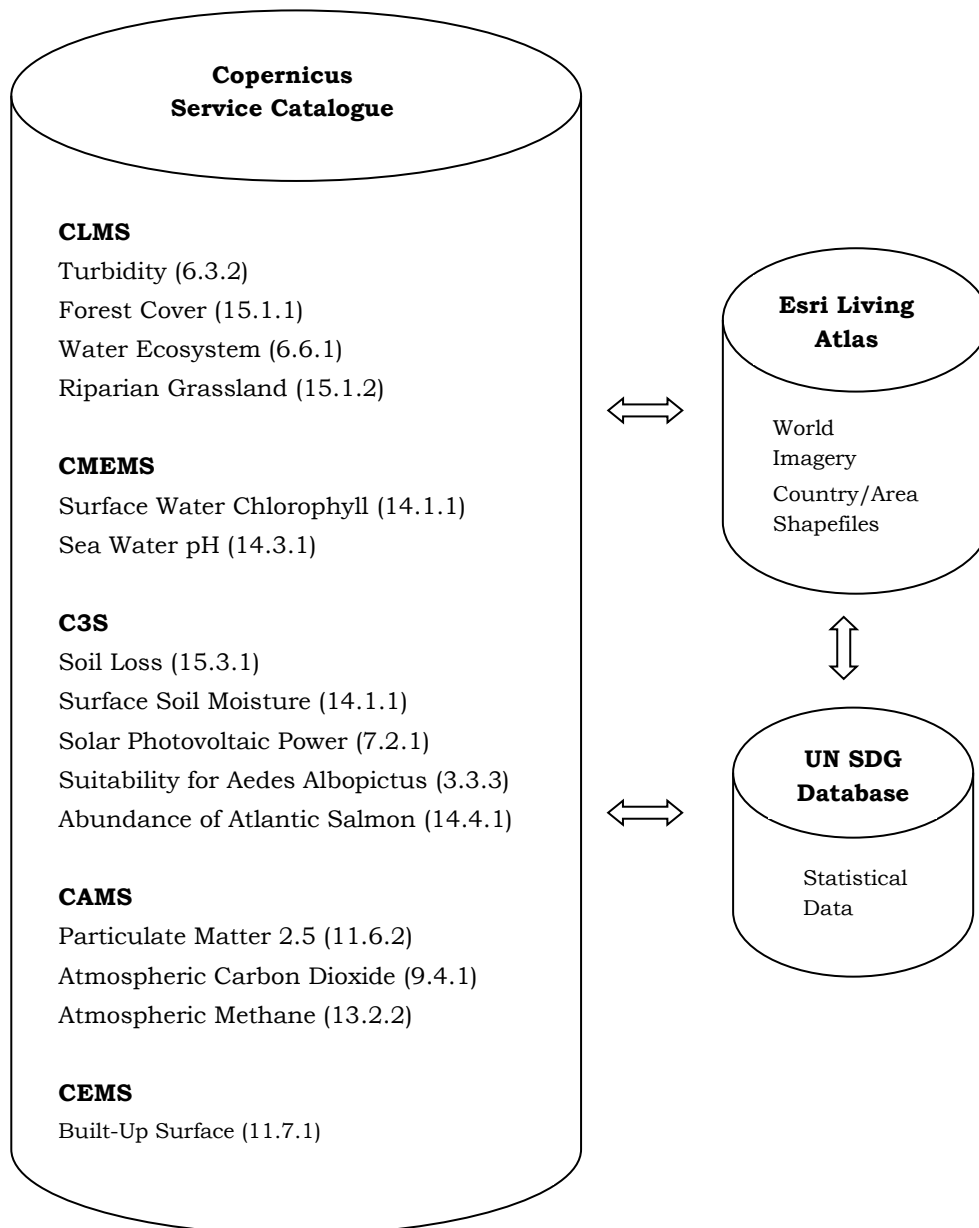 Copernicus
Service Catalogue
CLMS
Turbidity (6.3.2)
Forest Cover (15.1.1)
Water Ecosystem (6.6.1)
Riparian Grassland (15.1.2)
CMEMS
Surface Water Chlorophyll (14.1.1)
Sea Water pH (14.3.1)
C3S
Soil Loss (15.3.1)
Surface Soil Moisture (14.1.1)
Solar Photovoltaic Power (7.2.1)
Suitability for Aedes Albopictus (3.3.3)
Abundance of Atlantic Salmon (14.4.1)
CAMS
Particulate Matter 2.5 (11.6.2)
Atmospheric Carbon Dioxide (9.4.1)
Atmospheric Methane (13.2.2)
CEMS
Built-Up Surface (11.7.1)
Esri Living
Atlas
World
Imagery
Country/Area
Shapefiles
UN SDG
Database
Statistical
Data